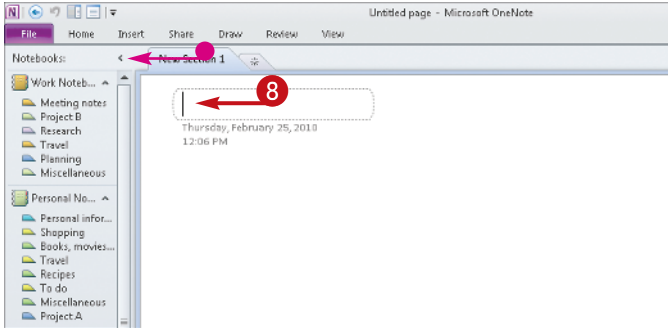 Untitled page - Microsoft OneNote
File Home Insert Share Draw Review View
Notebooks:
New Section 1
Work Noteb...
8
Meeting notes
Project B
Research
Travel
Planning
Miscellaneous
Thursday, February 25, 2010
12:06 PM
Personal No...
Personal infor...
Shopping
Books, movies...
Travel
Recipes
To do
Miscellaneous
Project A